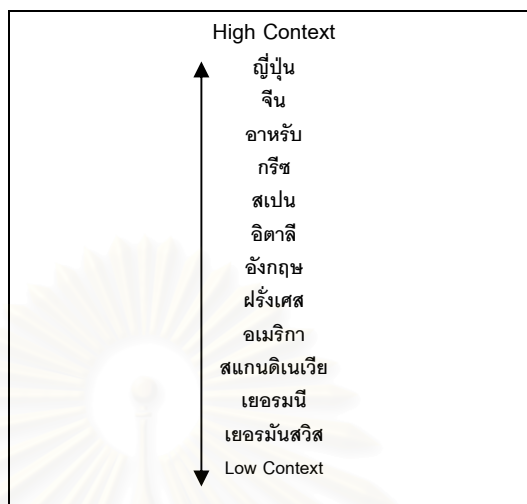 High Context
ญี่ปุ่น
จีน
อาหรับ
กรีซ
สเปน
อิตาลี
อังกฤษ
ฝรั่งเศส
อเมริกา
สแกนดิเนเวีย
เยอรมนี
เยอรมันสวิส
Low Context